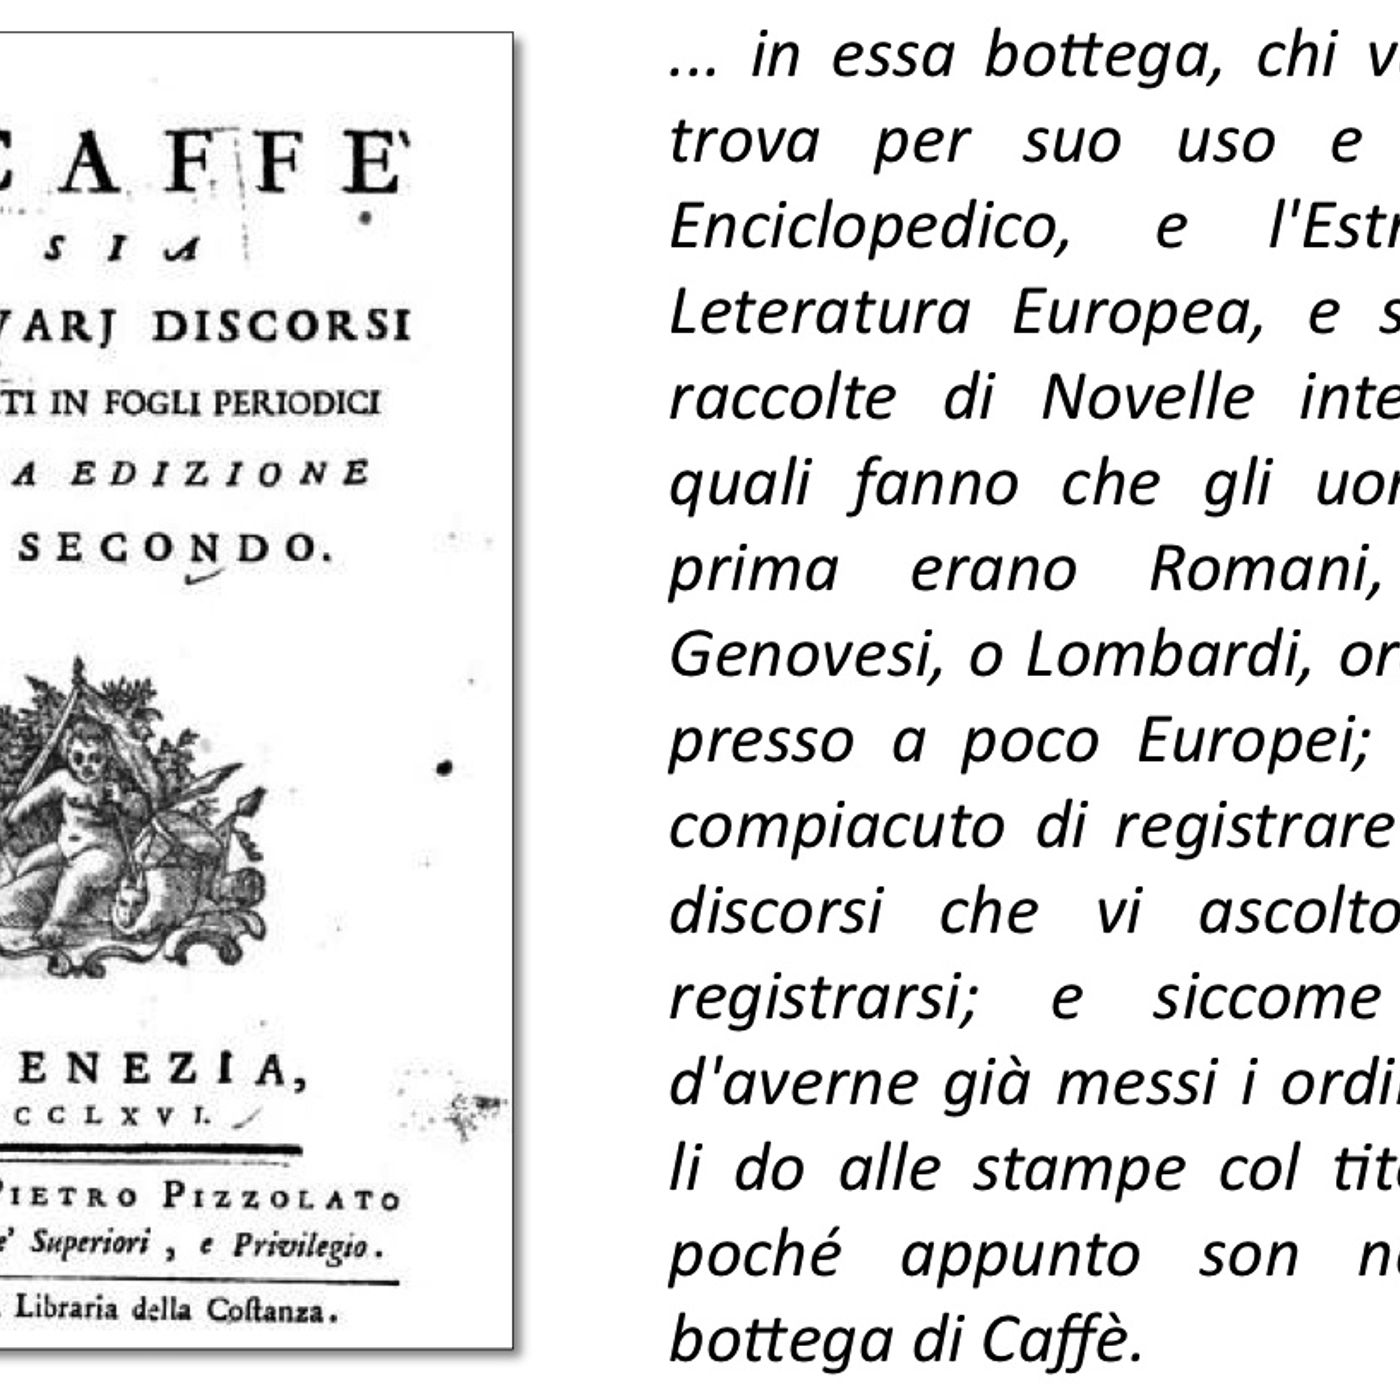 CAFFE`
SIA
VARJ DISCORSI
TI IN FOGLI PERIODICI
A EDIZIONE
SECONDO.
ENEZIA,
CCLXVI.
PIETRO PIZZOLATO
e' Superiori, e Privilegio.
Libraria della Coſtanza.
... in essa bottega, chi
trova per suo uso e
Enciclopedico, e l'Estr
Leteratura Europea, e s
raccolte di Novelle inte
quali fanno che gli uor
prima erano Romani,
Genovesi, o Lombardi, or
presso a poco Europei;
compiacuto di registrare
discorsi che vi ascolto
registrarsi; e siccome
d'averne già messi i ordi
li do alle stampe col tit
poché appunto son n
bottega di Caffè.